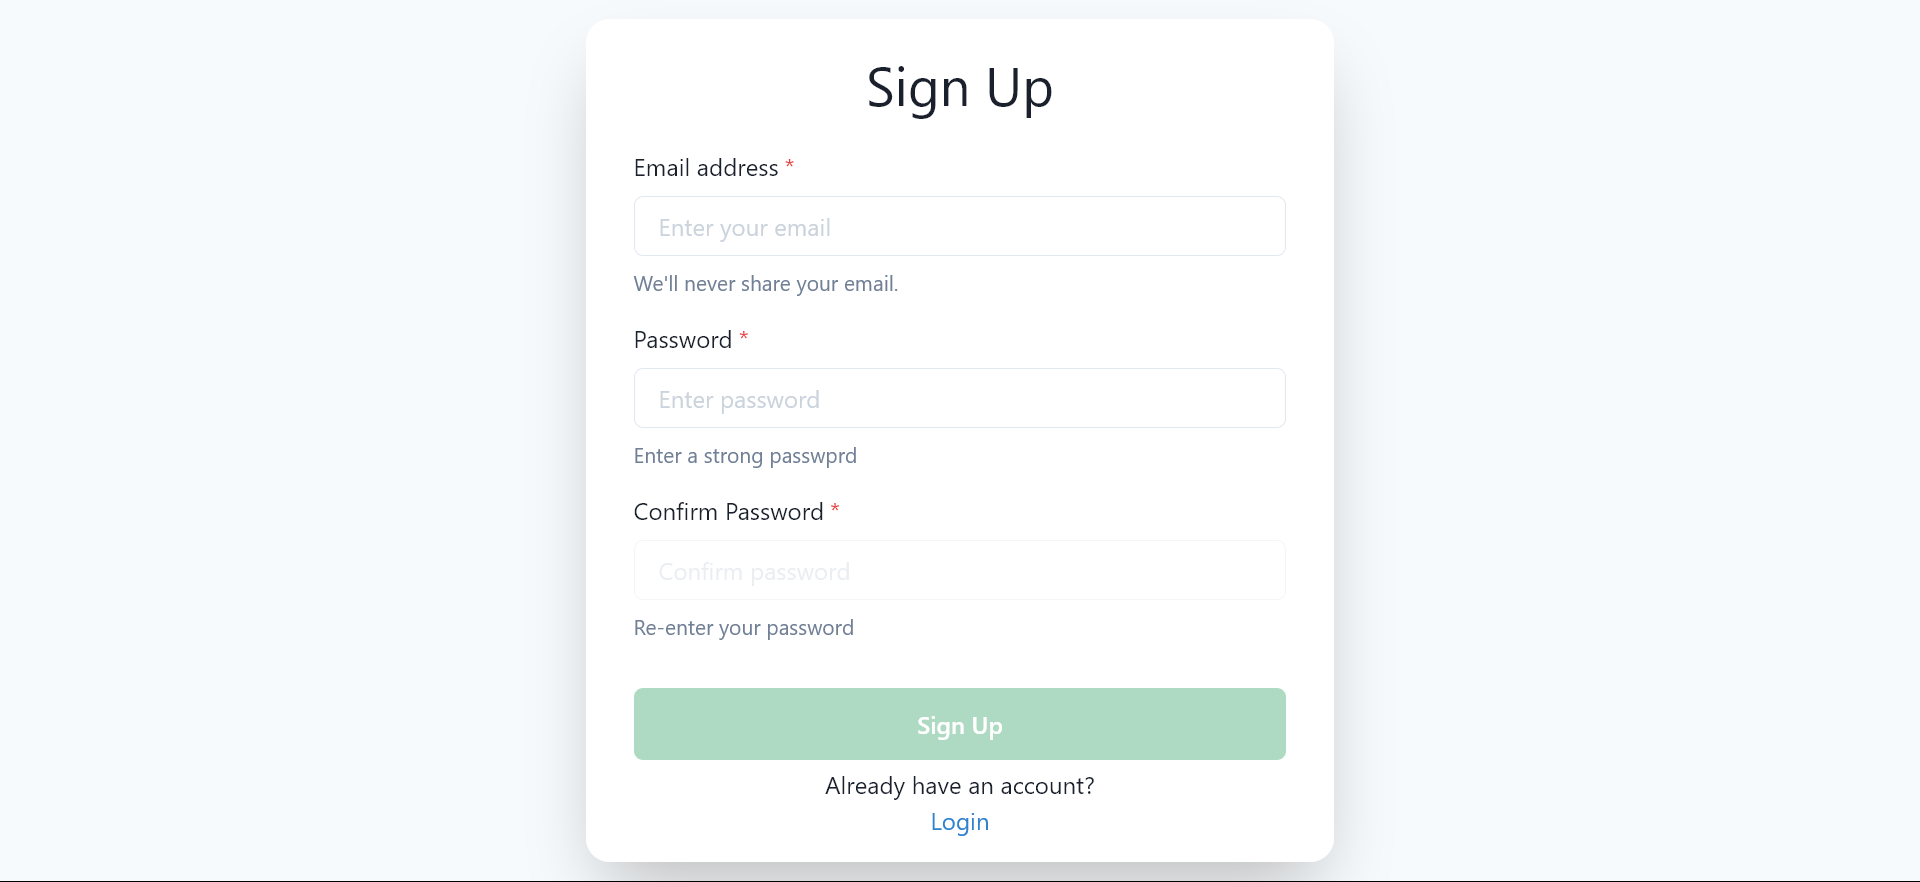 Sign Up
Email address *
Enter your email
We'll never share your email.
Password *
Enter password
Enter a strong passwprd
Confirm Password *
Confirm password
Re-enter your password
Sign Up
Already have an account?
Login